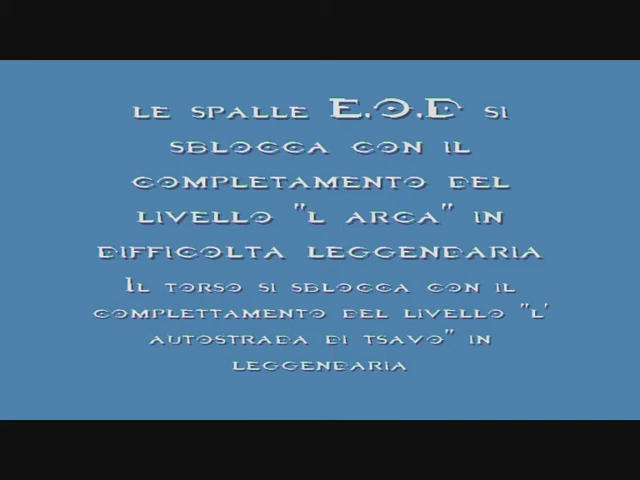 le spalle E.O.D si
sblocca con il
completamento del
livello "l arca" in
difficolta leggendaria
Il torso si sblocca con il
complettamento del livello "l'
autostrada di tsavo" in
leggendaria